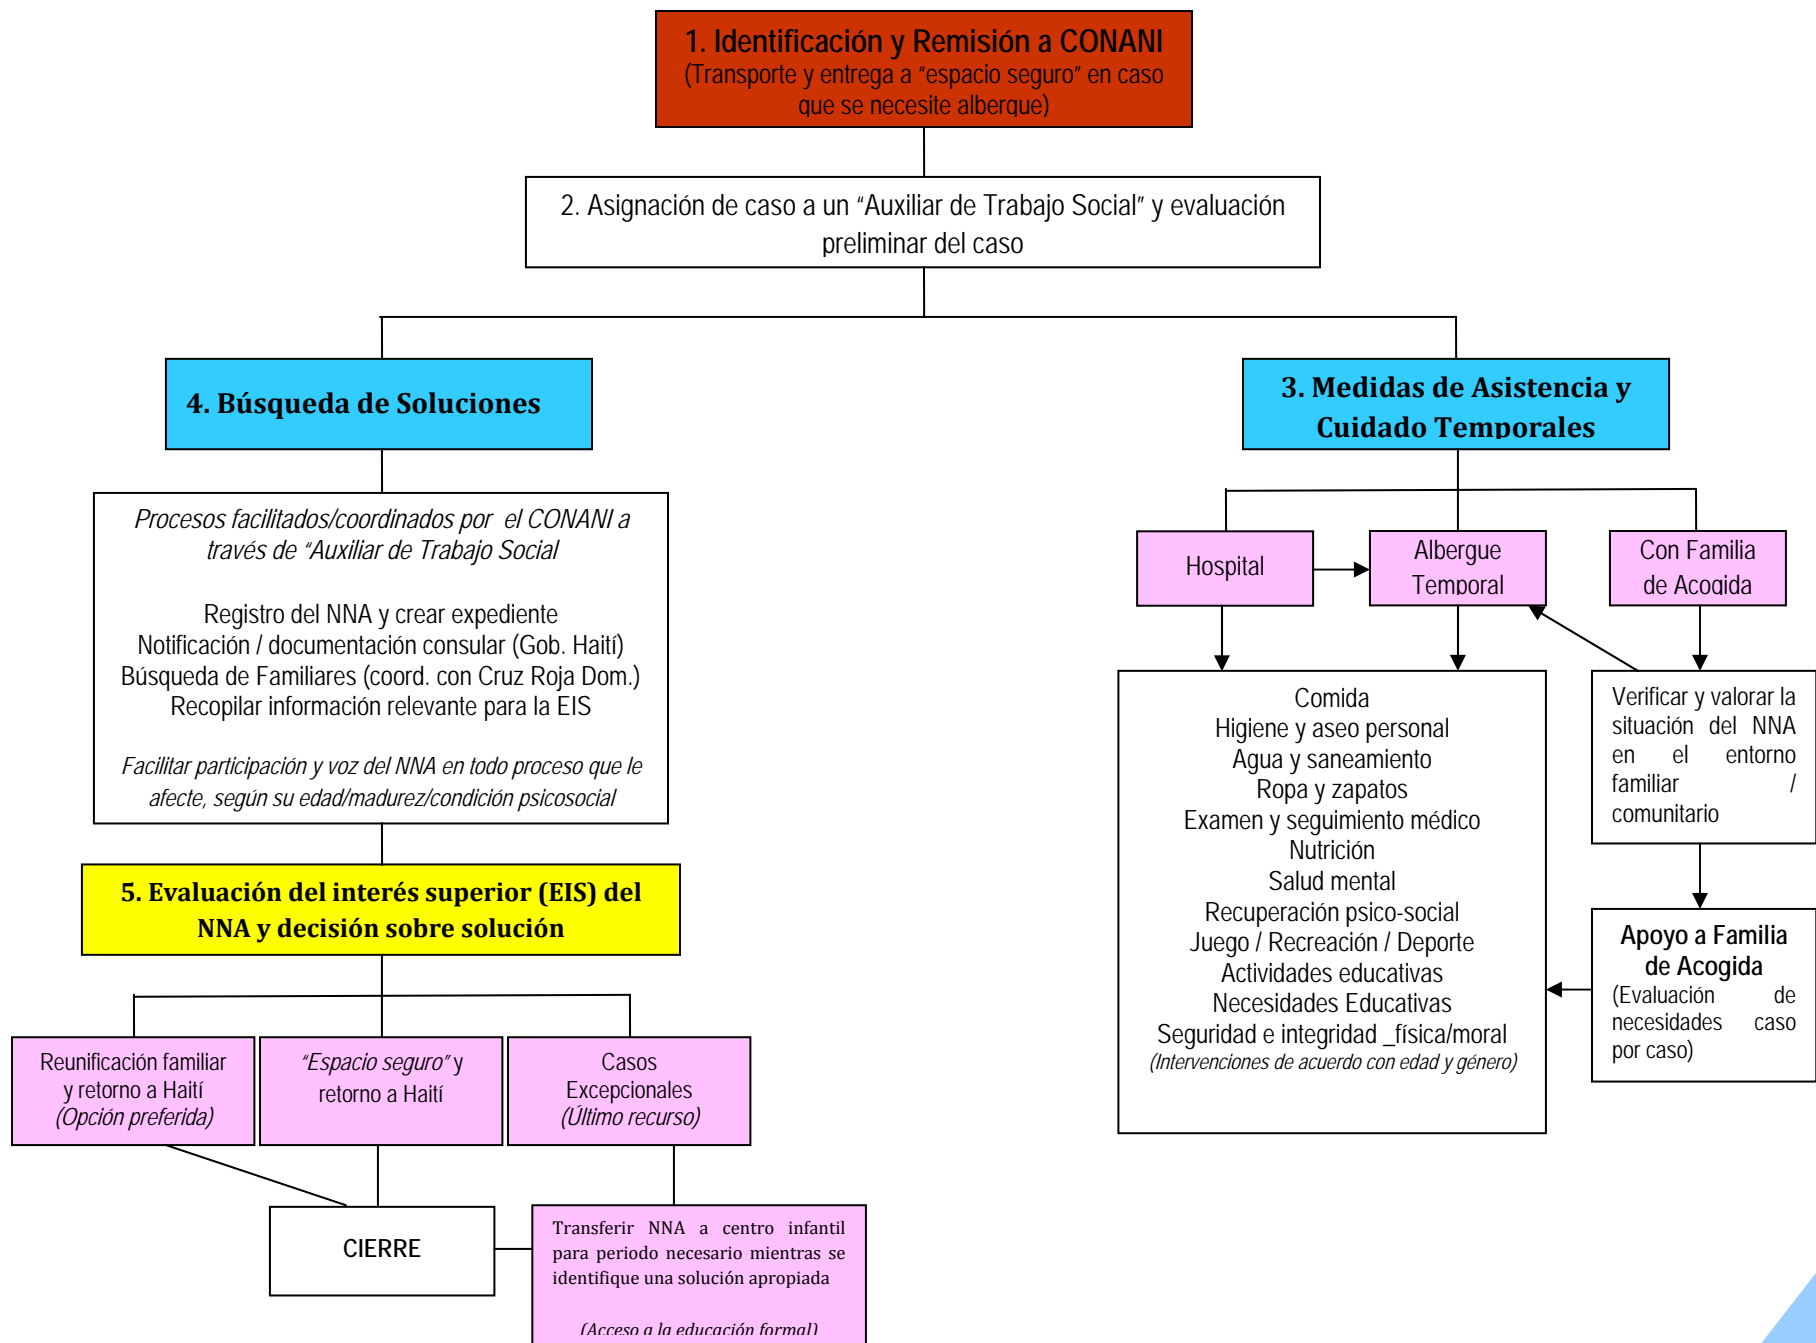 1. Identificación y Remisión a CONANI
(Transporte y entrega a “espacio seguro” en caso
que se necesite albergue)
2. Asignación de caso a un “Auxiliar de Trabajo Social” y evaluación
preliminar del caso
4. Búsqueda de Soluciones
Procesos facilitados/coordinados por el CONANI a
través de “Auxiliar de Trabajo Social
Registro del NNA y crear expediente
Notificación / documentación consular (Gob. Haití)
Búsqueda de Familiares (coord. con Cruz Roja Dom.)
Recopilar información relevante para la EIS
Facilitar participación y voz del NNA en todo proceso que le
afecte, según su edad/madurez/condición psicosocial
5. Evaluación del interés superior (EIS) del
NNA y decisión sobre solución
Reunificación familiar
y retorno a Haití
(Opción preferida)
“Espacio seguro” y
retorno a Haití
Casos
Excepcionales
(Último recurso)
CIERRE
Transferir NNA a centro infantil
para periodo necesario mientras se
identifique una solución apropiada
(Acceso a la educación formal)
3. Medidas de Asistencia y
Cuidado Temporales
Hospital
Albergue
Temporal
Con Familia
de Acogida
Comida
Higiene y aseo personal
Agua y saneamiento
Ropa y zapatos
Examen y seguimiento médico
Nutrición
Salud mental
Recuperación psico-social
Juego / Recreación / Deporte
Actividades educativas
Necesidades Educativas
Seguridad e integridad _física/moral
(Intervenciones de acuerdo con edad y género)
Verificar y valorar la
situación del NNA
en el entorno
familiar /
comunitario
Apoyo a Familia
de Acogida
(Evaluación de
necesidades caso
por caso)